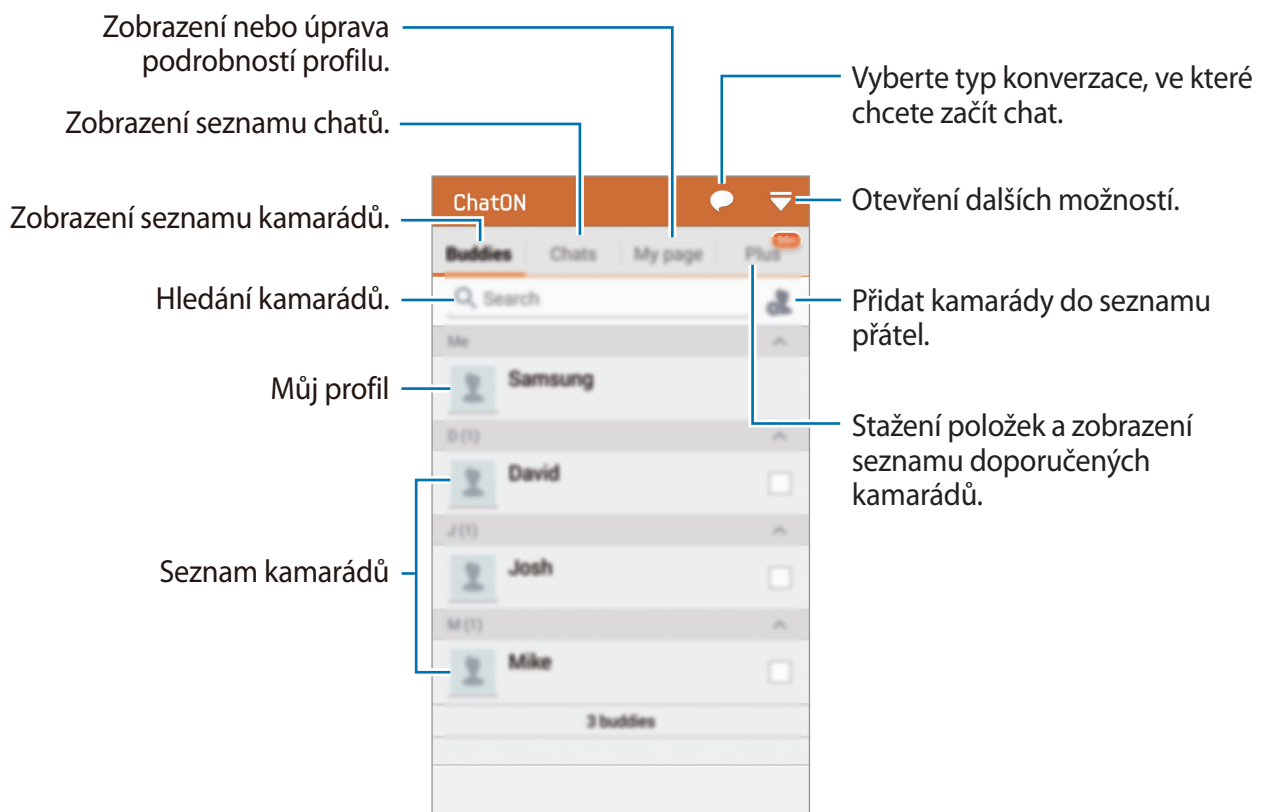 Zobrazení nebo úprava
podrobností profilu.
Zobrazení seznamu chatů.
Zobrazení seznamu kamarádů.
Hledání kamarádů.
Můj profil
Seznam kamarádů
Vyberte typ konverzace, ve které
chcete začít chat.
Otevření dalších možností.
Přidat kamarády do seznamu
přátel.
Stažení položek a zobrazení
seznamu doporučených
kamarádů.
ChatON
Buddies Chats My page Plus
Search
Me
Samsung
D (1)
David
J (1)
Josh
M (1)
Mike
3 buddies